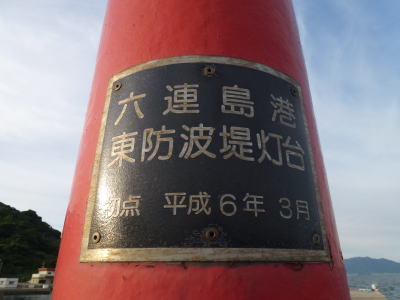 六連島港
東防波堤灯台
初点 平成6年 3月